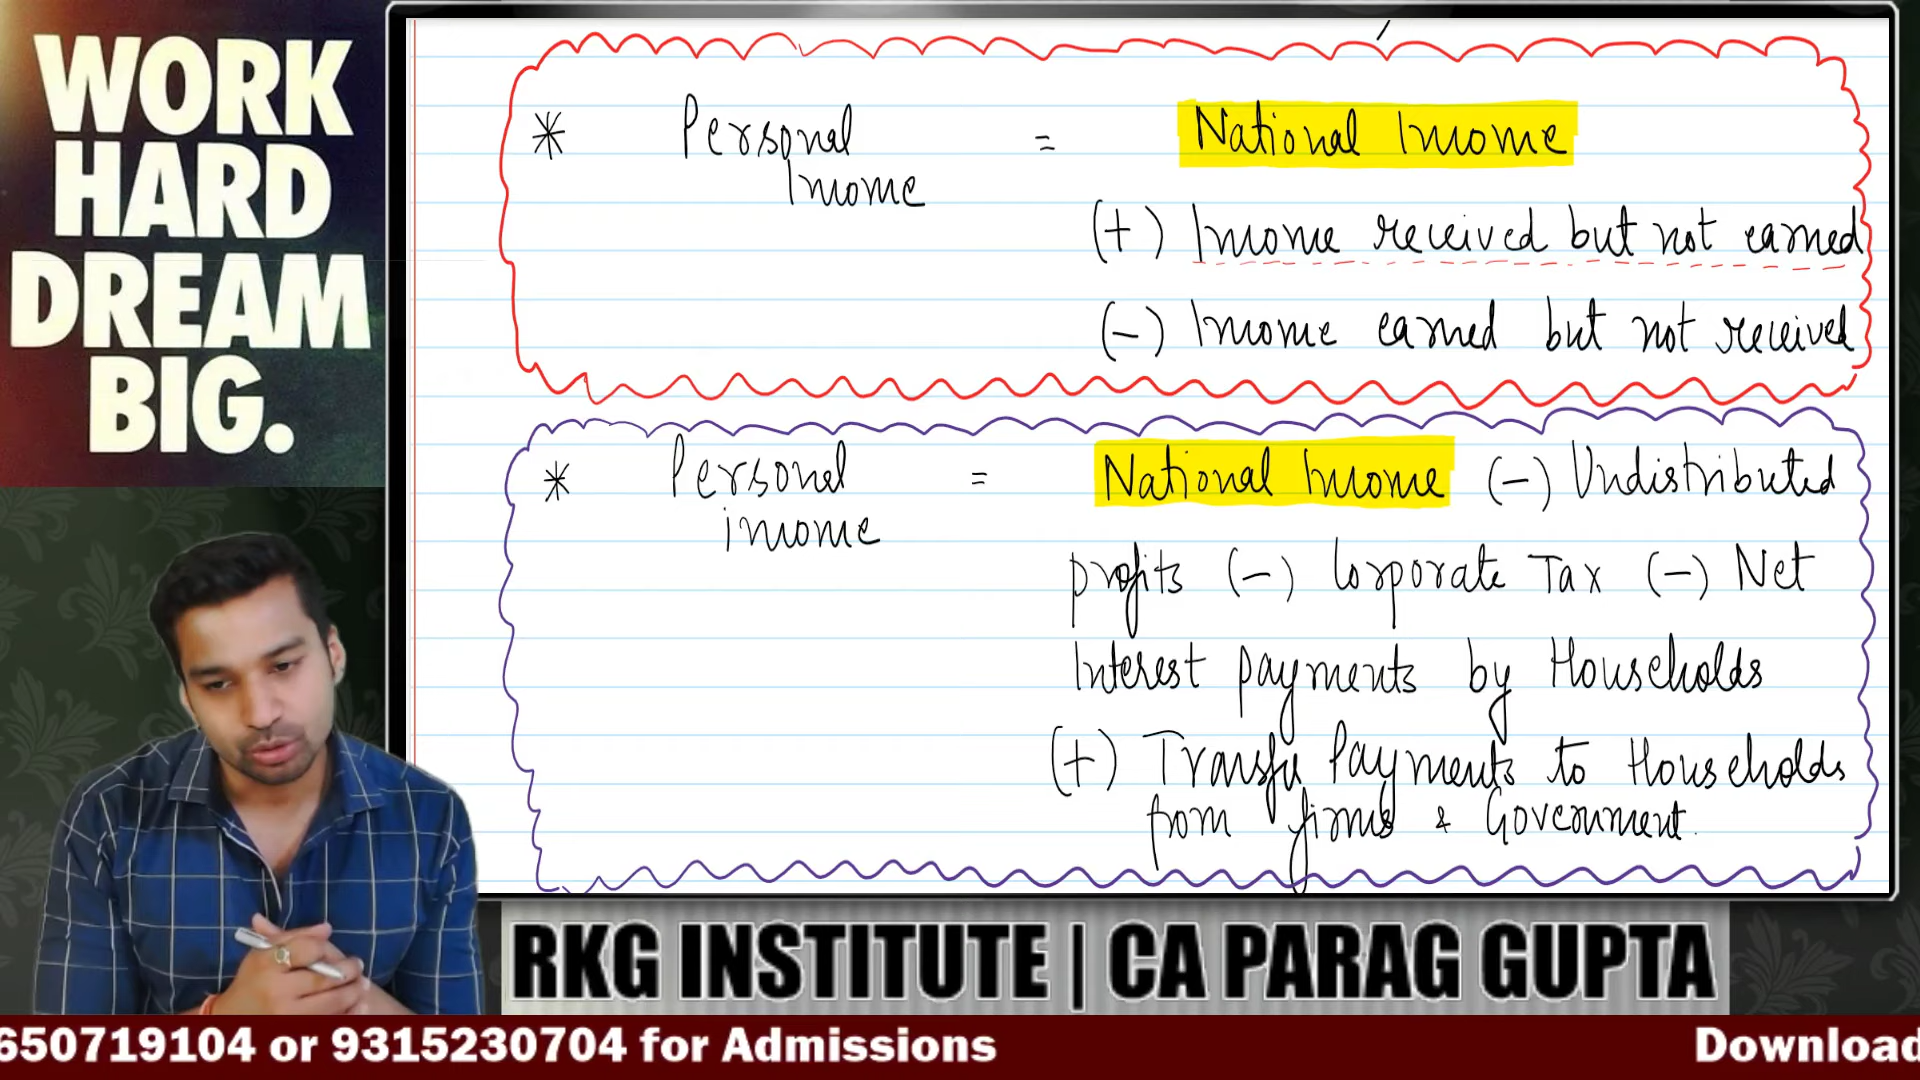 WORK
HARD
DREAM
BIG.
* Personal = National Income
Income
(+) Income received but not earned
(-) Income earned but not received
* Personal = National Income (-) Undistributed
income
profits (-) Corporate Tax (-) Net
Interest payments by Households
(+) Transfer Payments to Households
from firms & Government.
RKG INSTITUTE | CA PARAG GUPTA
650719104 or 9315230704 for Admissions
Download